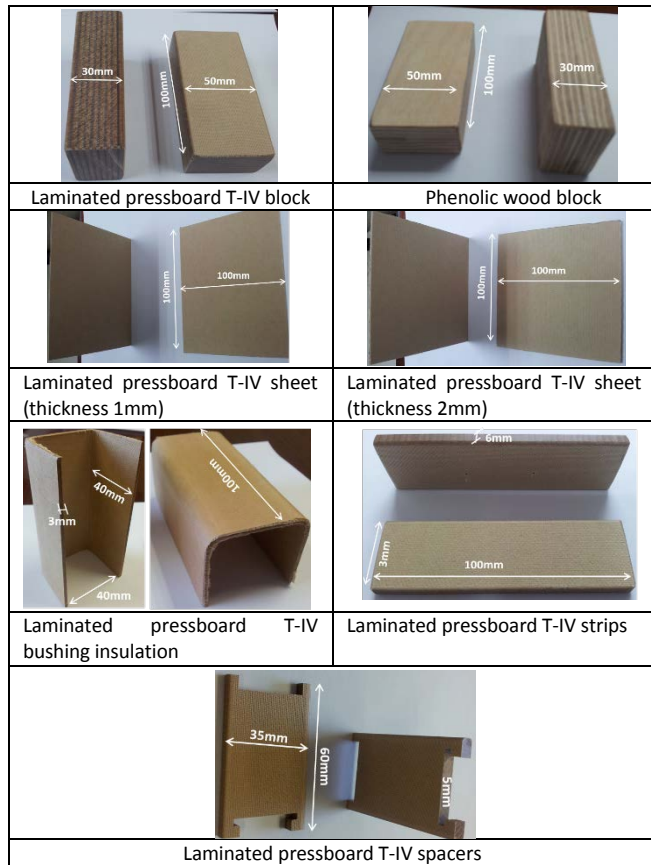 30mm
100mm
50mm
50mm
100mm
30mm
Laminated pressboard T-IV block
Phenolic wood block
100mm
100mm
100mm
100mm
Laminated pressboard T-IV sheet
(thickness 1mm)
Laminated pressboard T-IV sheet
(thickness 2mm)
3mm
40mm
40mm
100mm
6mm
3mm
100mm
Laminated pressboard T-IV
bushing insulation
Laminated pressboard T-IV strips
35mm
60mm
5mm
Laminated pressboard T-IV spacers